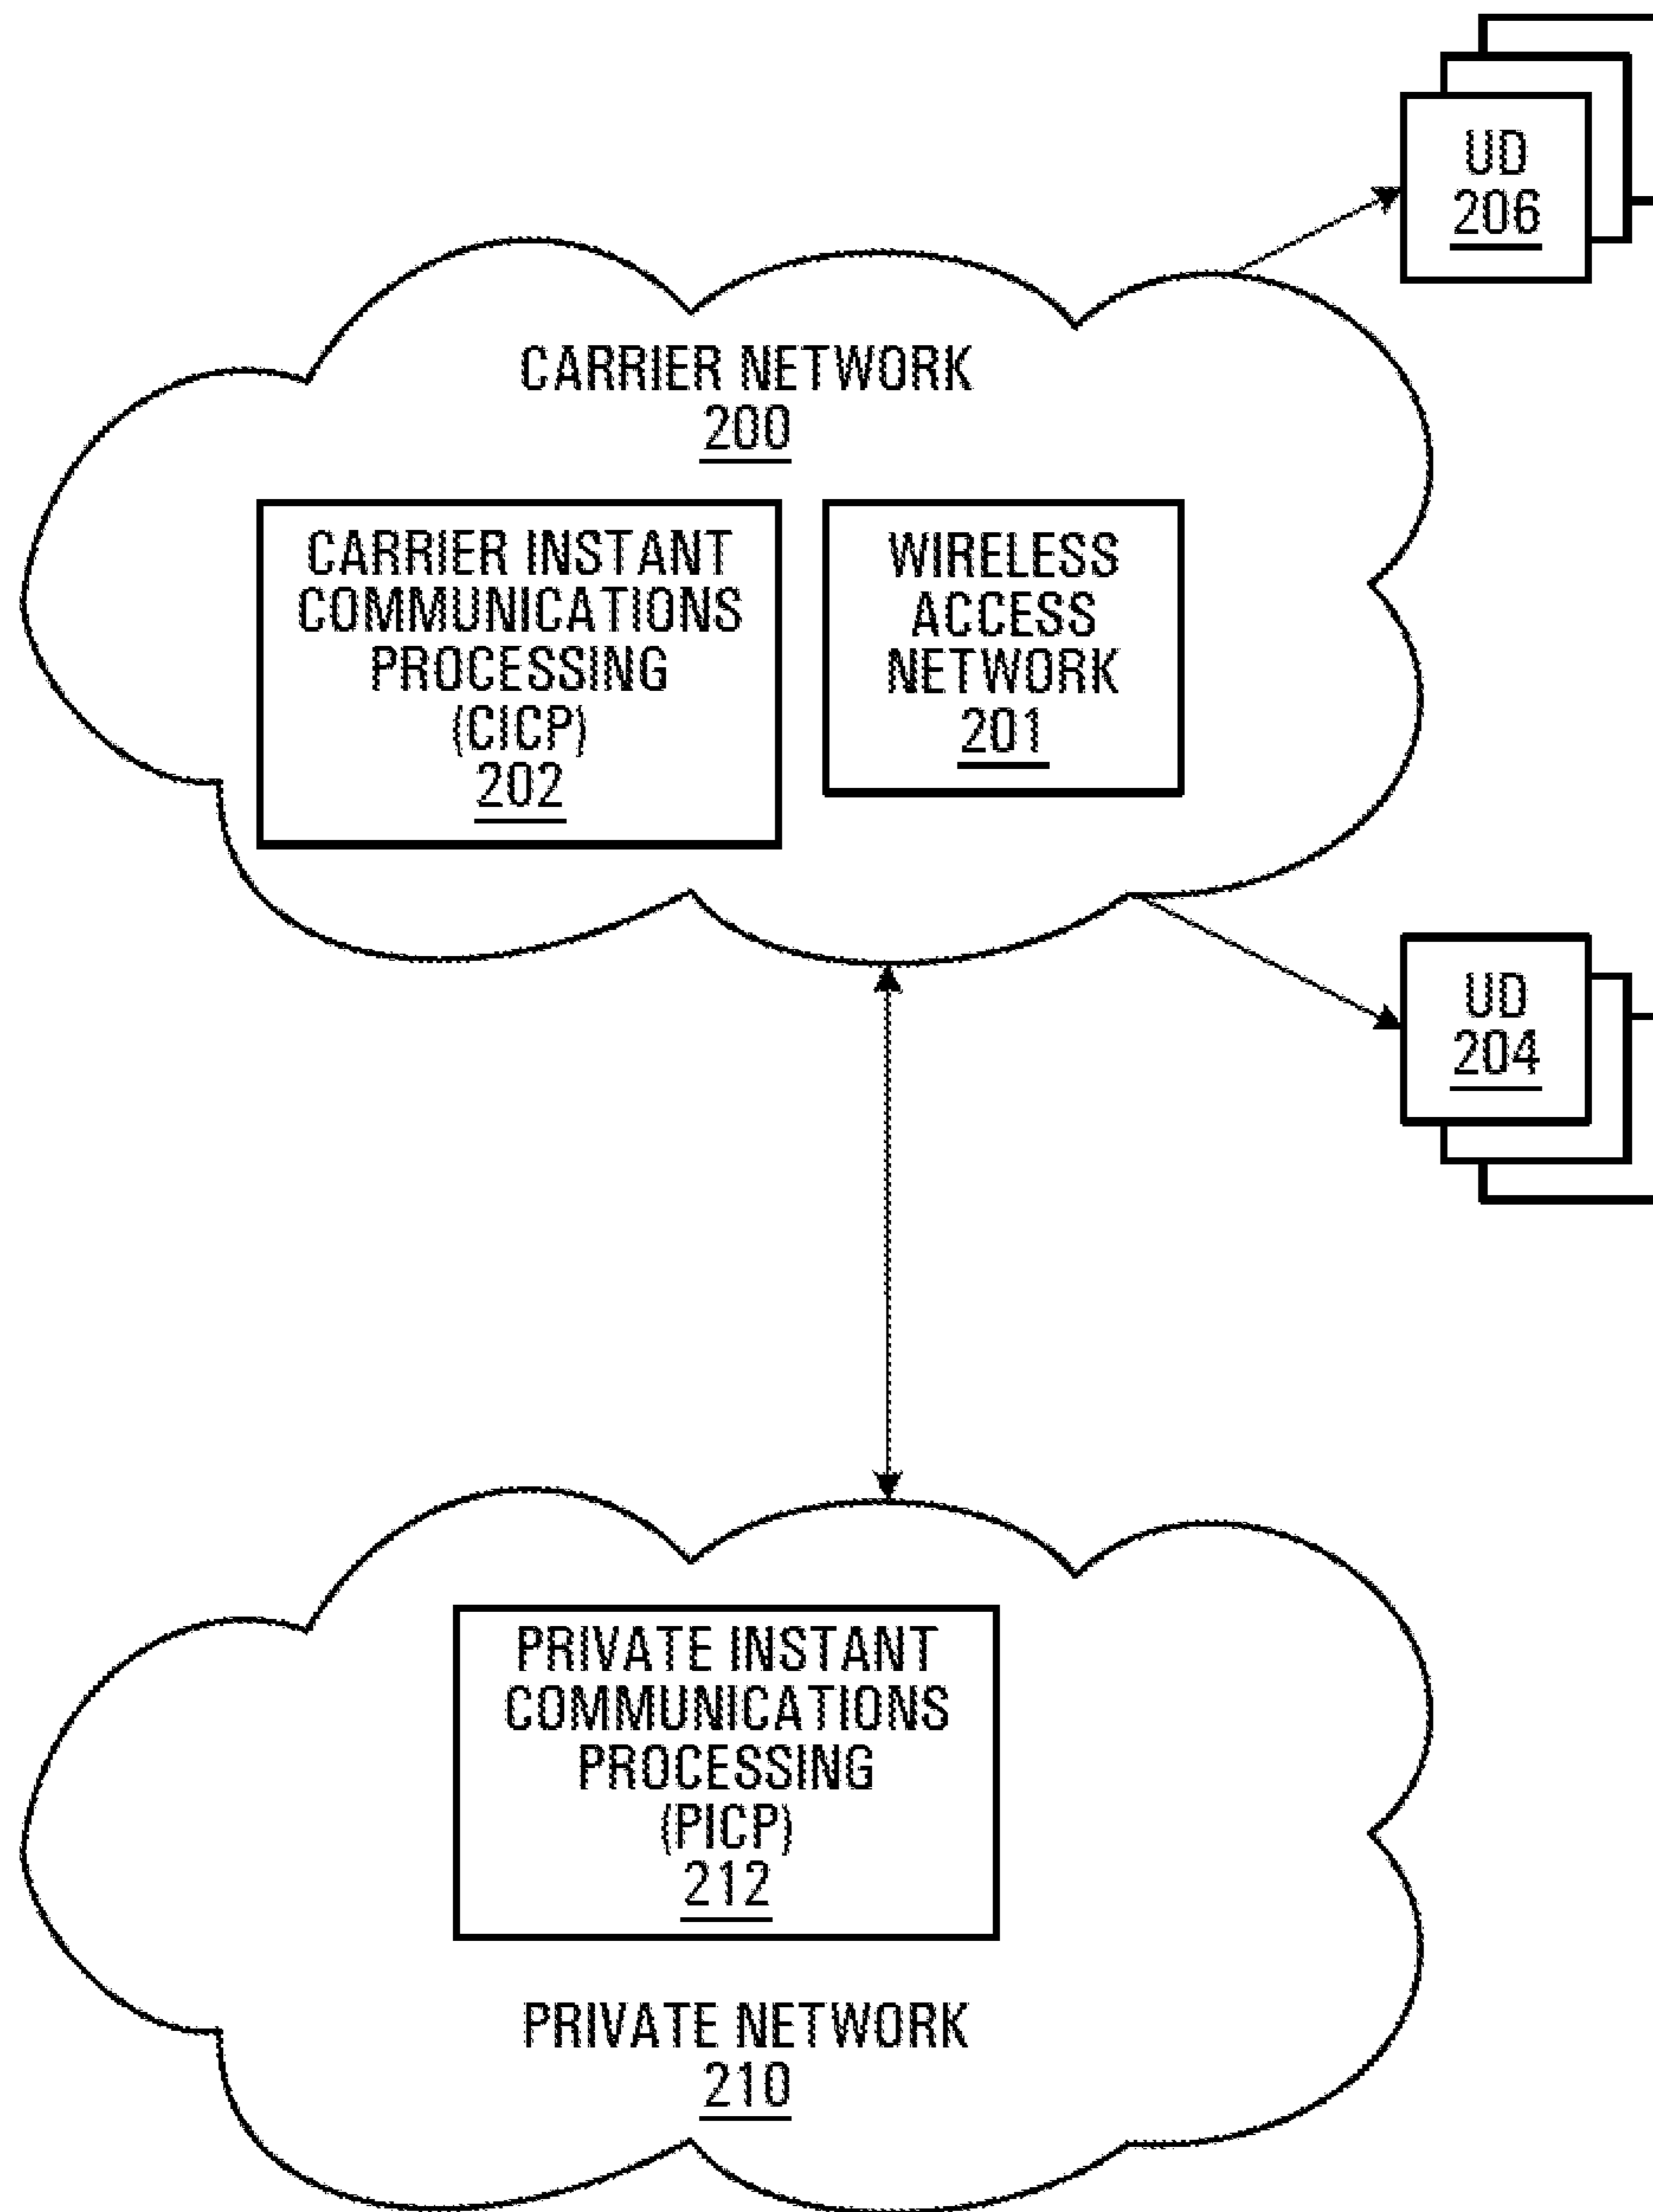 UD
206
CARRIER NETWORK
200
CARRIER INSTANT
COMMUNICATIONS
PROCESSING
(CICP)
202
WIRELESS
ACCESS
NETWORK
201
UD
204
PRIVATE INSTANT
COMMUNICATIONS
PROCESSING
(PICP)
212
PRIVATE NETWORK
210